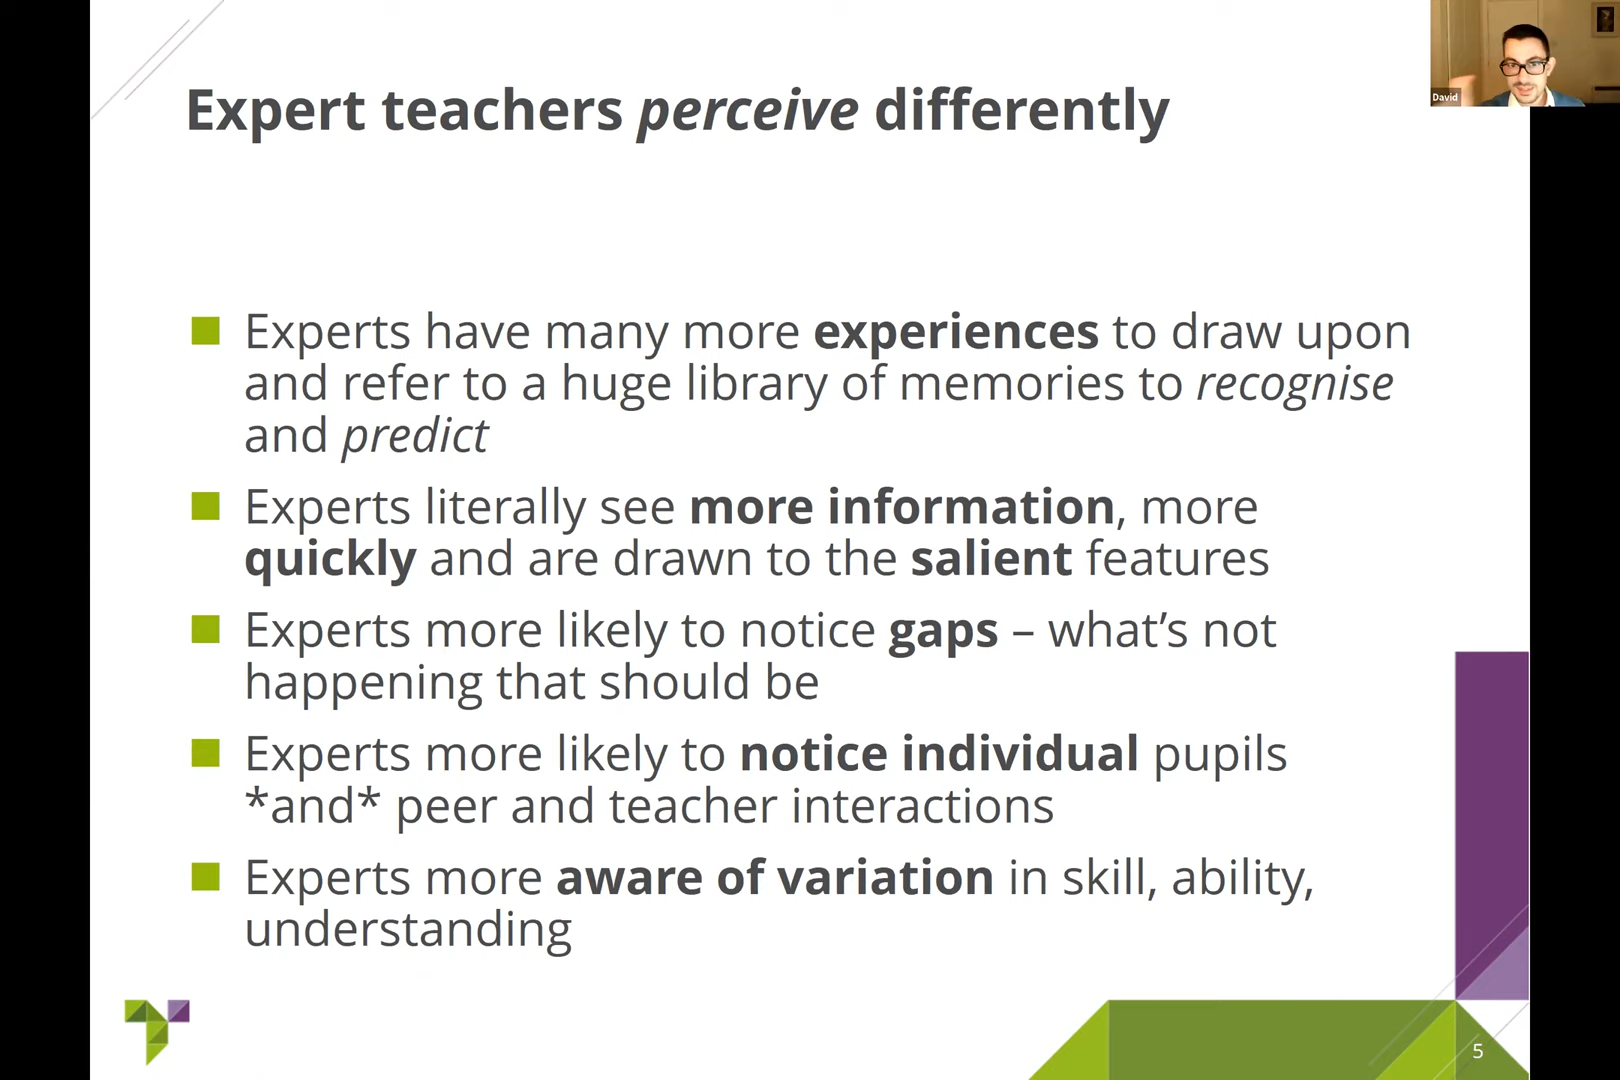 Expert teachers perceive differently
David
Experts have many more experiences to draw upon
and refer to a huge library of memories to recognise
and predict
Experts literally see more information, more
quickly and are drawn to the salient features
Experts more likely to notice gaps – what’s not
happening that should be
Experts more likely to notice individual pupils
*and* peer and teacher interactions
Experts more aware of variation in skill, ability,
understanding
5